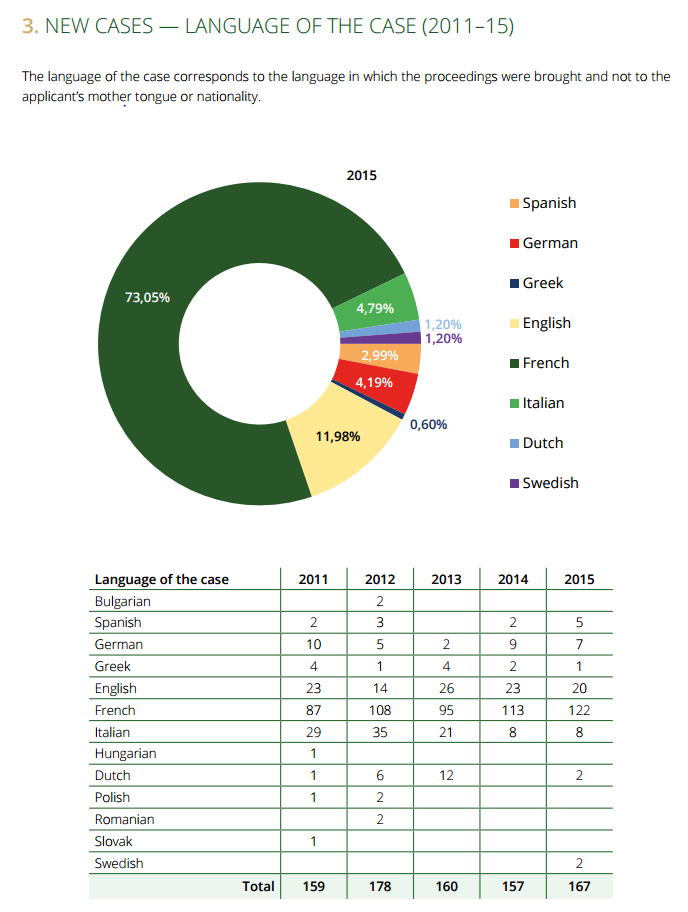 3. NEW CASES — LANGUAGE OF THE CASE (2011–15)
The language of the case corresponds to the language in which the proceedings were brought and not to the
applicant's mother tongue or nationality.
2015
Spanish
German
Greek
English
French
Italian
Dutch
Swedish
73,05%
4,79%
1,20%
1,20%
2,99%
4,19%
0,60%
11,98%
Language of the case 2011 2012 2013 2014 2015
Bulgarian 2
Spanish 2 3 2 5
German 10 5 2 9 7
Greek 4 1 4 2 1
English 23 14 26 23 20
French 87 108 95 113 122
Italian 29 35 21 8 8
Hungarian 1
Dutch 1 6 12 2
Polish 1 2
Romanian 2
Slovak 1
Swedish 2
Total 159 178 160 157 167